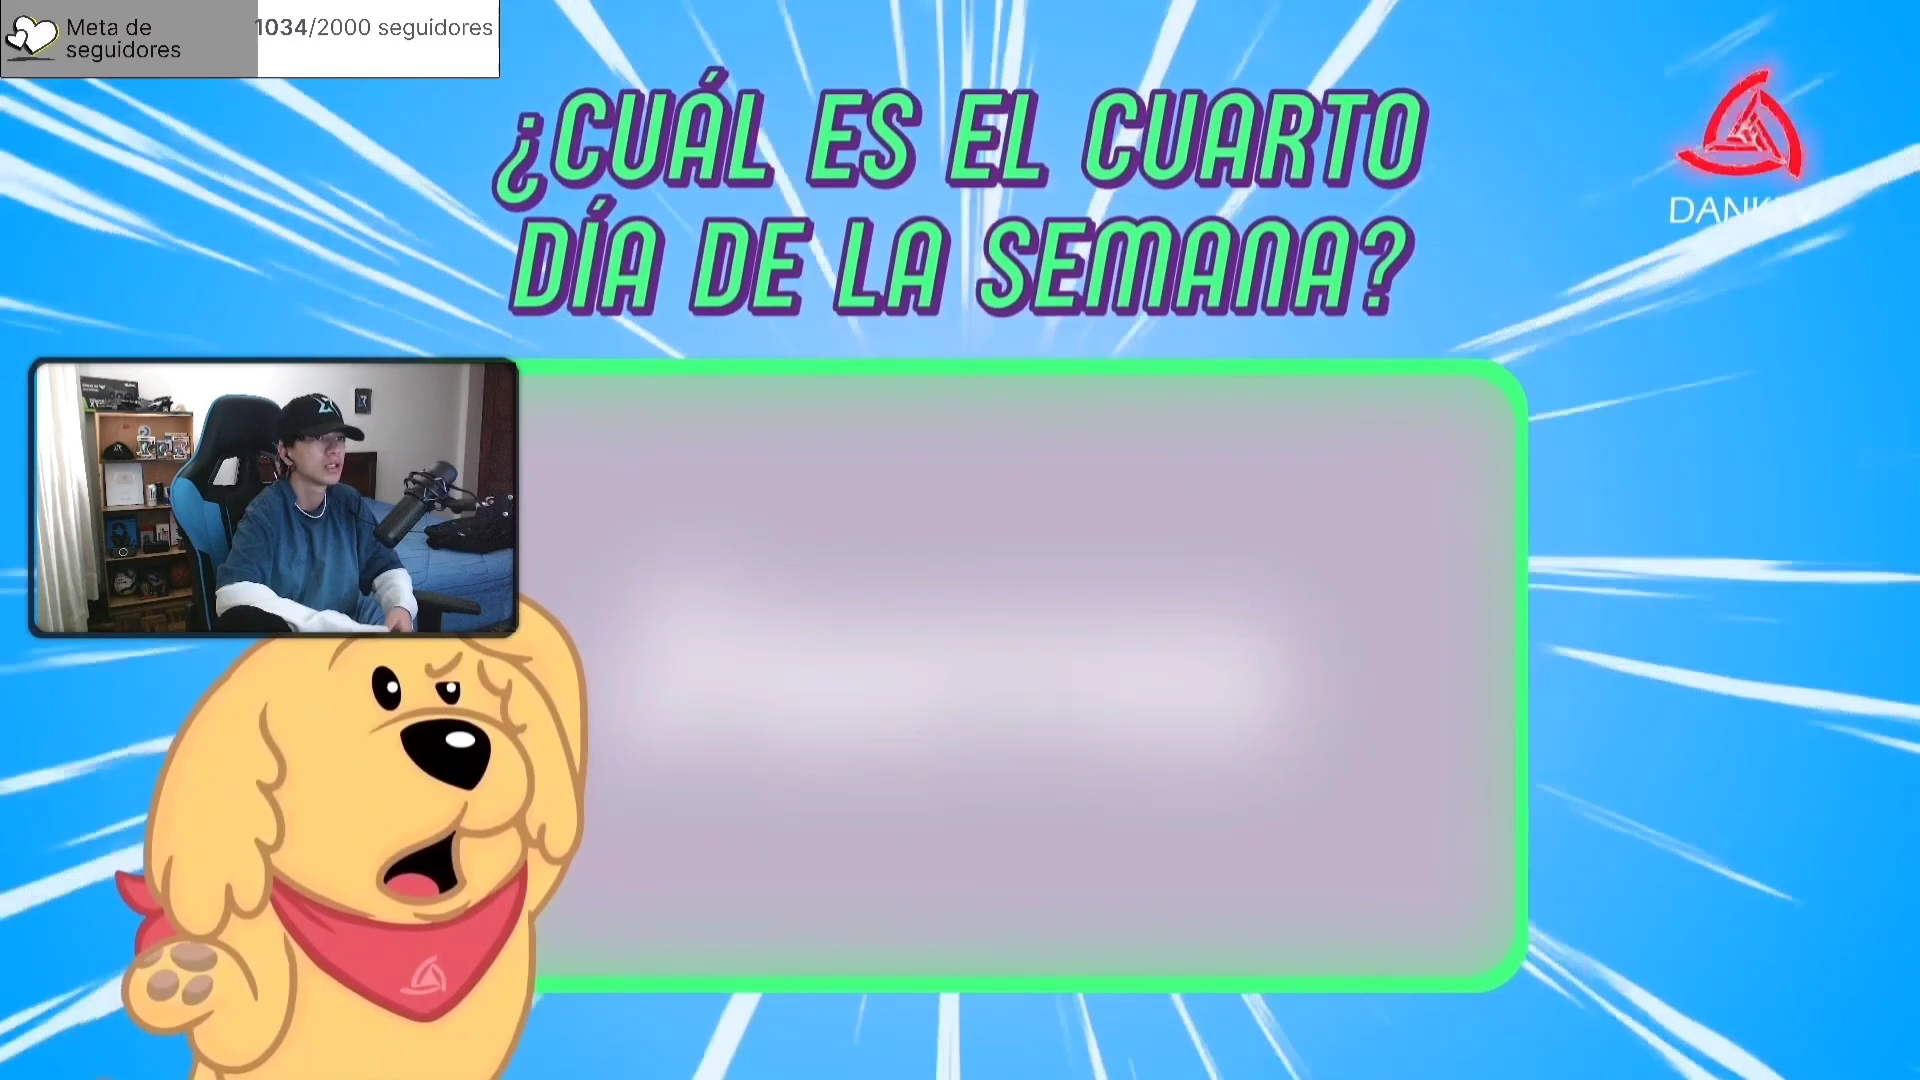 Meta de
seguidores
1034/2000 seguidores
¿CUÁL ES EL CUARTO
DÍA DE LA SEMANA?